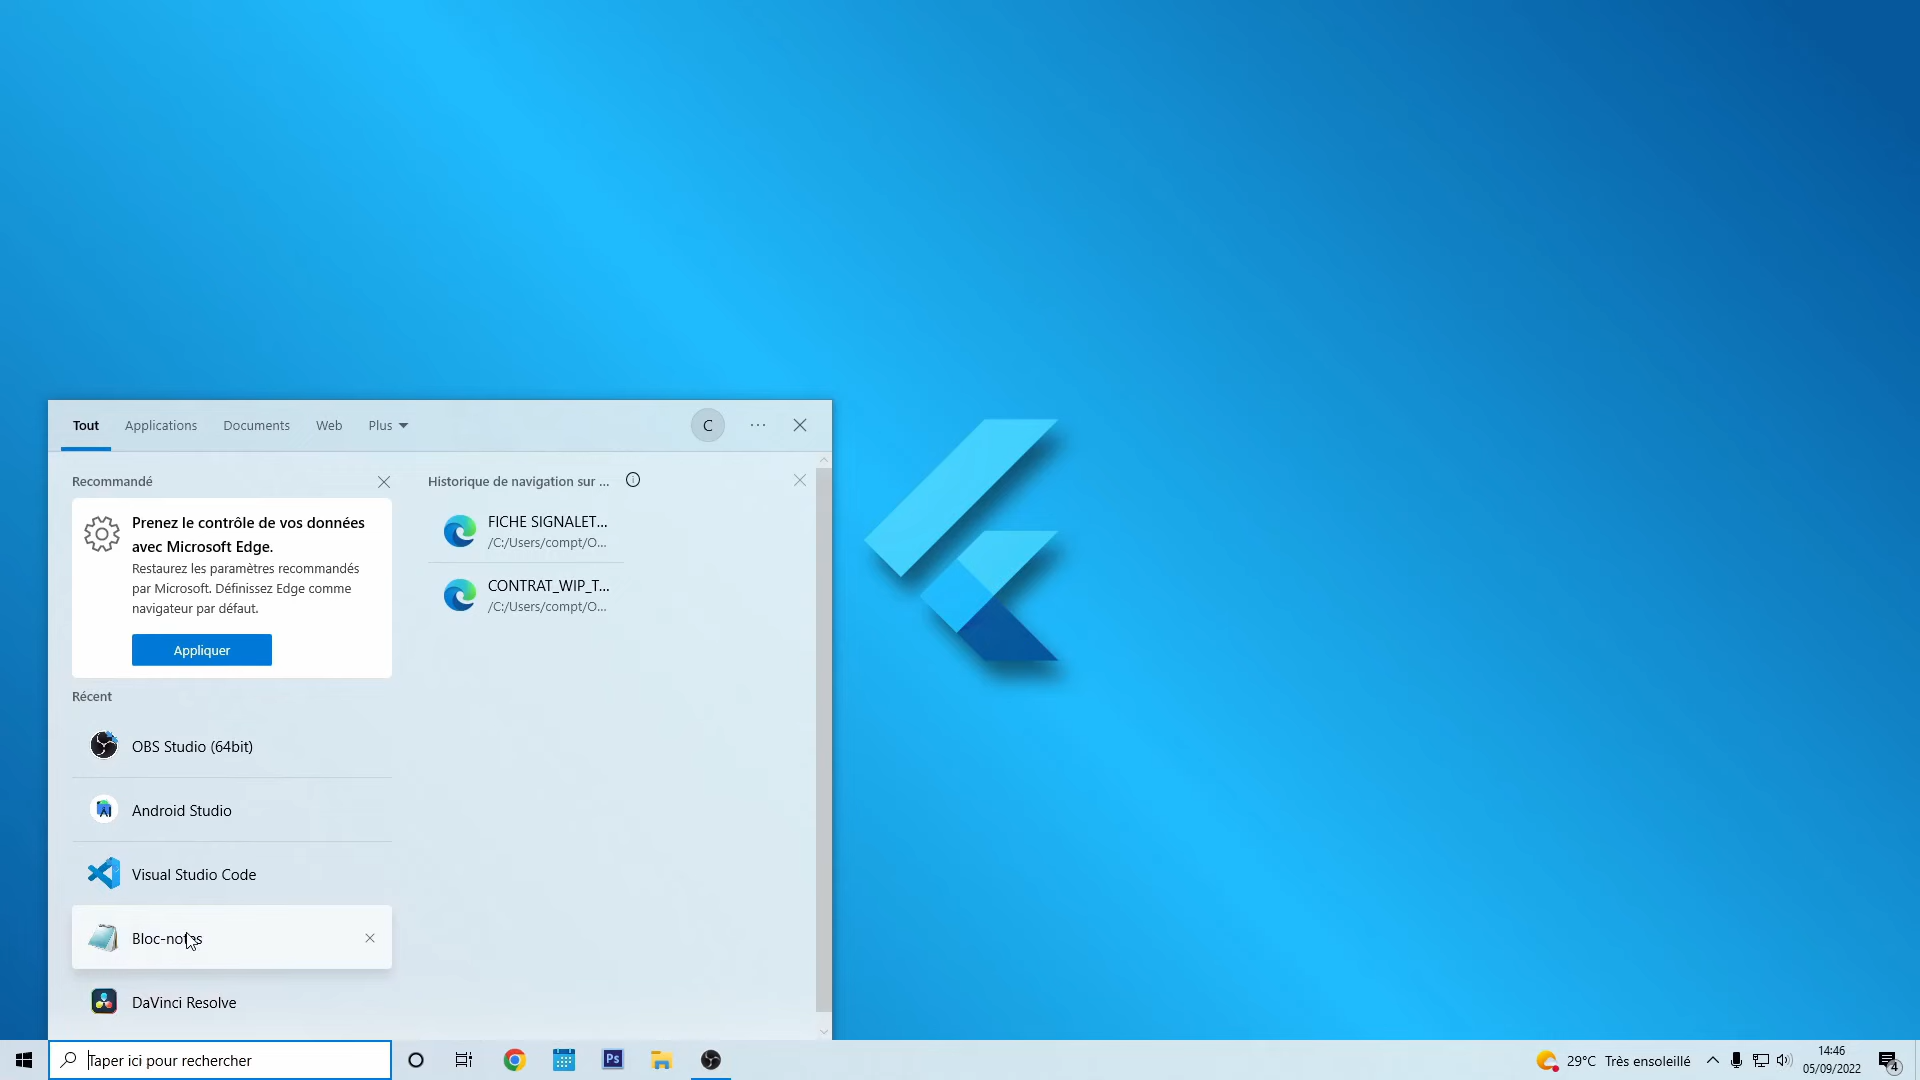 Tout
Applications
Documents
Web
Plus
C
Recommandé
Prenez le contrôle de vos données
avec Microsoft Edge.
Restaurez les paramètres recommandés
par Microsoft. Définissez Edge comme
navigateur par défaut.
Appliquer
Récent
OBS Studio (64bit)
Android Studio
Visual Studio Code
Bloc-notes
DaVinci Resolve
Historique de navigation sur ...
FICHE SIGNALET...
/C:/Users/compt/O...
CONTRAT_WIP_T...
/C:/Users/compt/O...
Taper ici pour rechercher
Ps
29°C Très ensoleillé
14:46
05/09/2022
4